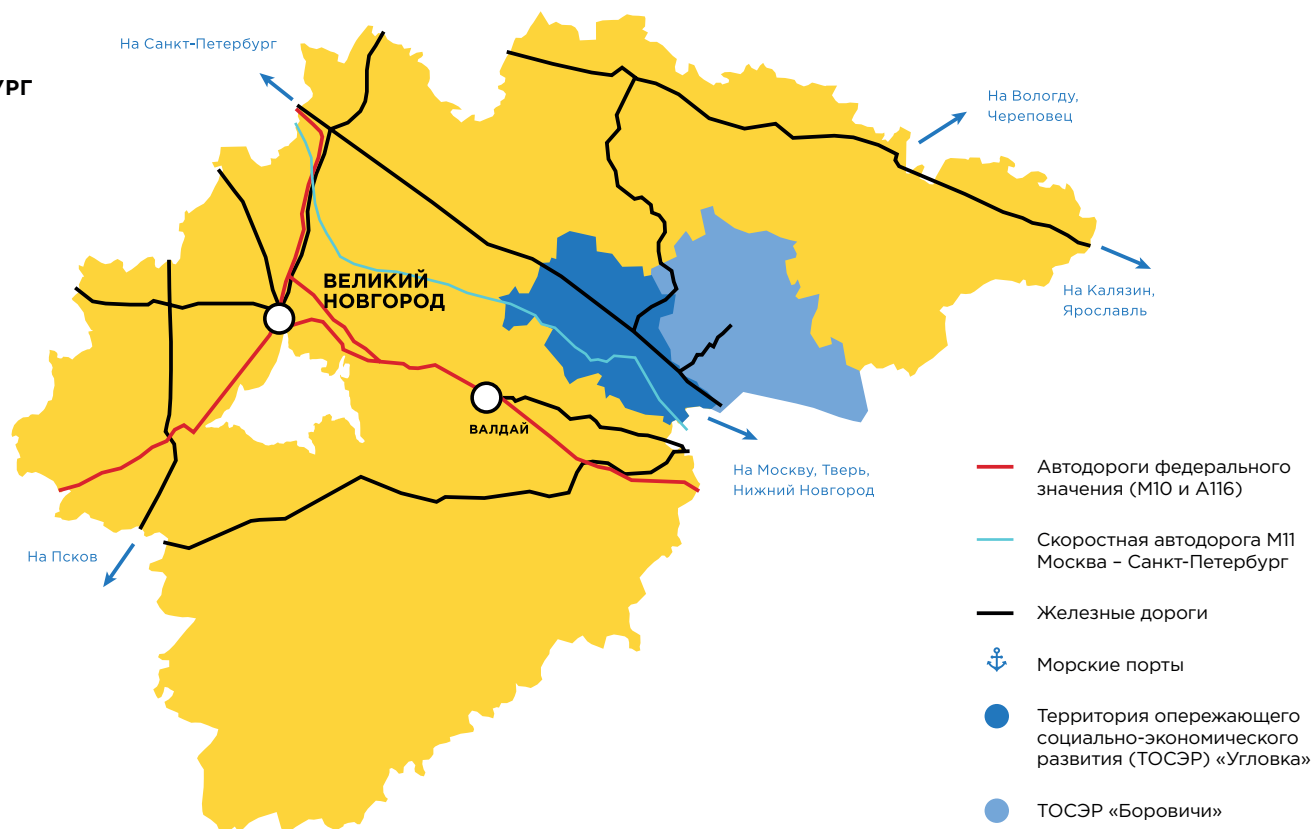 На Санкт-Петербург
УРГ
На Вологду,
Череповец
ВЕЛИКИЙ
НОВГОРОД
На Калязин,
Ярославль
ВАЛДАЙ
На Москву, Тверь,
Нижний Новгород
На Псков
Автодороги федерального
значения (М10 и А116)
Скоростная автодорога М11
Москва – Санкт-Петербург
Железные дороги
Морские порты
Территория опережающего
социально-экономического
развития (ТОСЭР) «Угловка»
ТОСЭР «Боровичи»